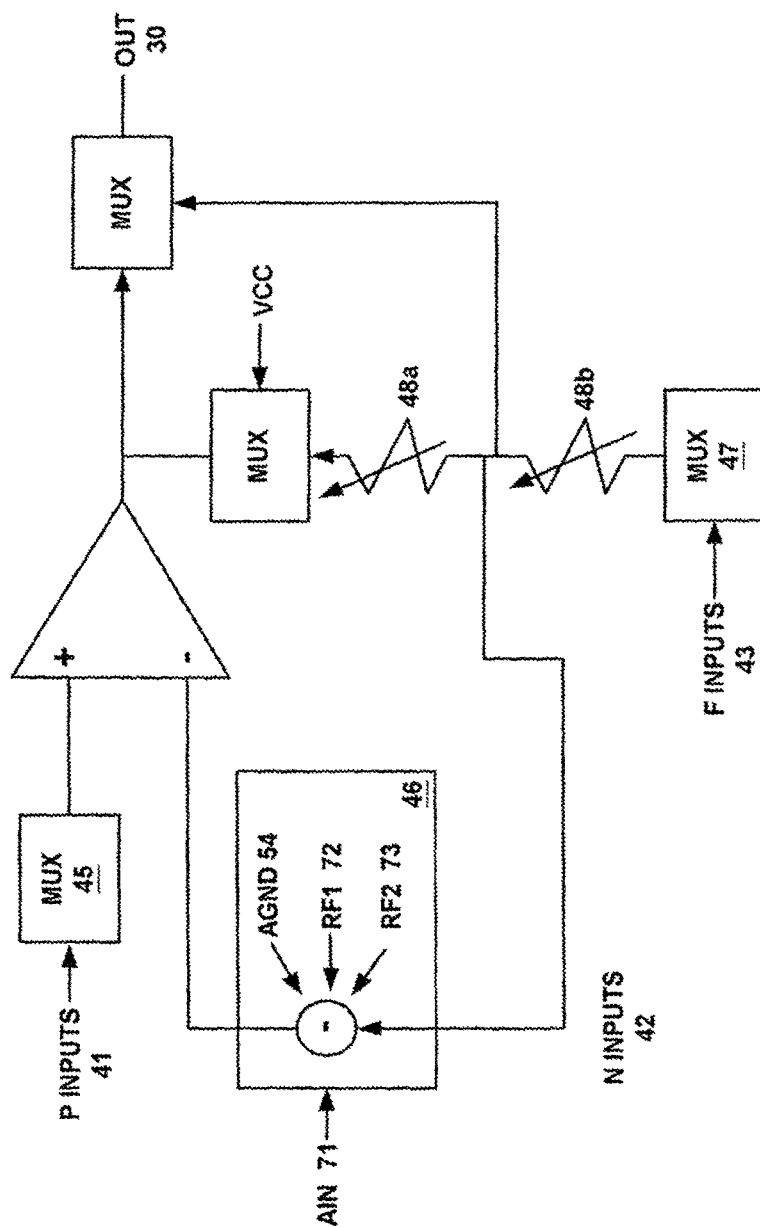 OUT
30
MUX
VCC
MUX
48a
48b
MUX
47
F INPUTS
43
+
-
MUX
45
P INPUTS
41
AGND 54
RF1 72
RF2 73
46
-
AIN 71
N INPUTS
42